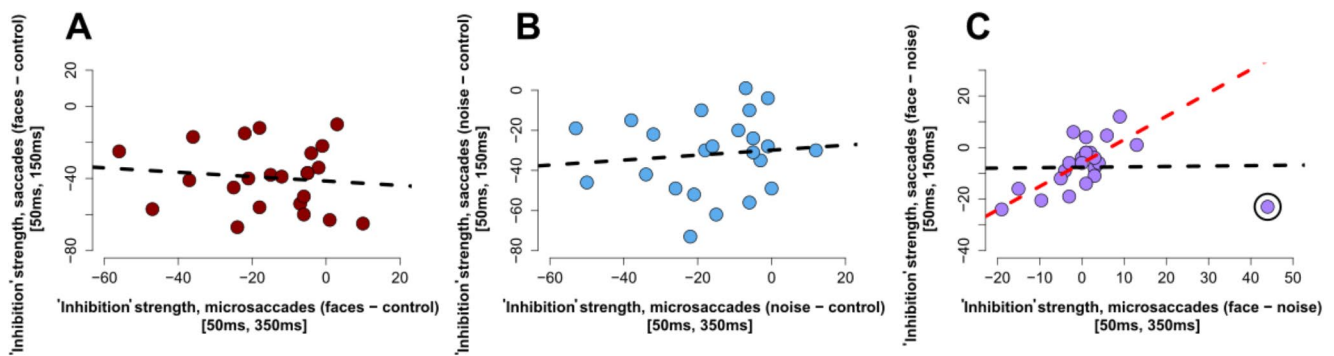 A
'Inhibition' strength, saccades (faces − control)
[50ms, 150ms]
20
0
−40
−80
−60
−40
−20
0
20
'Inhibition' strength, microsaccades (faces − control)
[50ms, 350ms]
B
'Inhibition' strength, saccades (noise − control)
[50ms, 150ms]
0
−20
−40
−60
−80
−60
−40
−20
0
20
'Inhibition' strength, microsaccades (noise − control)
[50ms, 350ms]
C
'Inhibition' strength, saccades (face − noise)
[50ms, 150ms]
20
0
−20
−40
−20
−10
0
10
20
30
40
50
'Inhibition' strength, microsaccades (face − noise)
[50ms, 350ms]